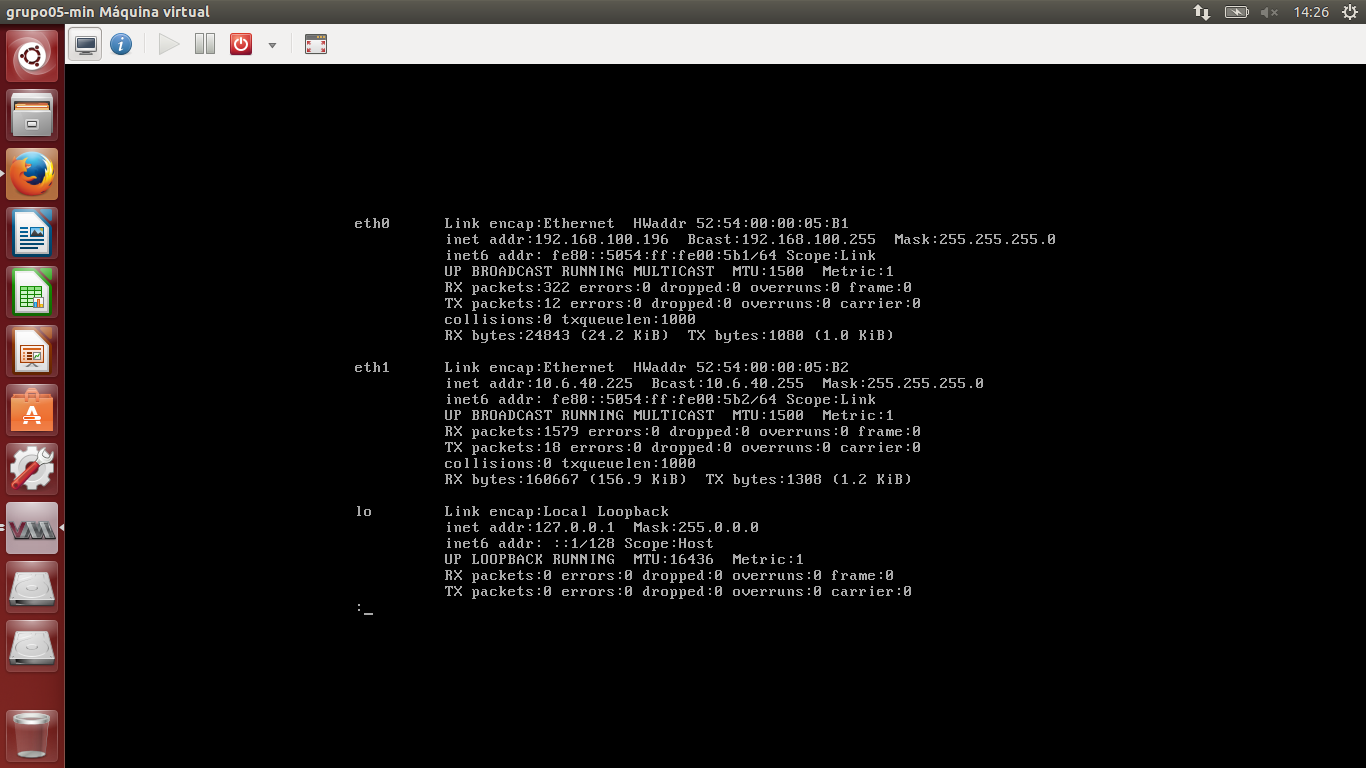 grupo05-min Máquina virtual
14:26
eth0 Link encap:Ethernet HWaddr 52:54:00:00:05:B1
inet addr:192.168.100.196 Bcast:192.168.100.255 Mask:255.255.255.0
inet6 addr: fe80::5054:ff:fe00:5b1/64 Scope:Link
UP BROADCAST RUNNING MULTICAST MTU:1500 Metric:1
RX packets:322 errors:0 dropped:0 overruns:0 frame:0
TX packets:12 errors:0 dropped:0 overruns:0 carrier:0
collisions:0 txqueuelen:1000
RX bytes:24843 (24.2 KiB) TX bytes:1080 (1.0 KiB)
eth1 Link encap:Ethernet HWaddr 52:54:00:00:05:B2
inet addr:10.6.40.225 Bcast:10.6.40.255 Mask:255.255.255.0
inet6 addr: fe80::5054:ff:fe00:5b2/64 Scope:Link
UP BROADCAST RUNNING MULTICAST MTU:1500 Metric:1
RX packets:1579 errors:0 dropped:0 overruns:0 frame:0
TX packets:18 errors:0 dropped:0 overruns:0 carrier:0
collisions:0 txqueuelen:1000
RX bytes:160667 (156.9 KiB) TX bytes:1308 (1.2 KiB)
lo Link encap:Local Loopback
inet addr:127.0.0.1 Mask:255.0.0.0
inet6 addr: ::1/128 Scope:Host
UP LOOPBACK RUNNING MTU:16436 Metric:1
RX packets:0 errors:0 dropped:0 overruns:0 frame:0
TX packets:0 errors:0 dropped:0 overruns:0 carrier:0
:_